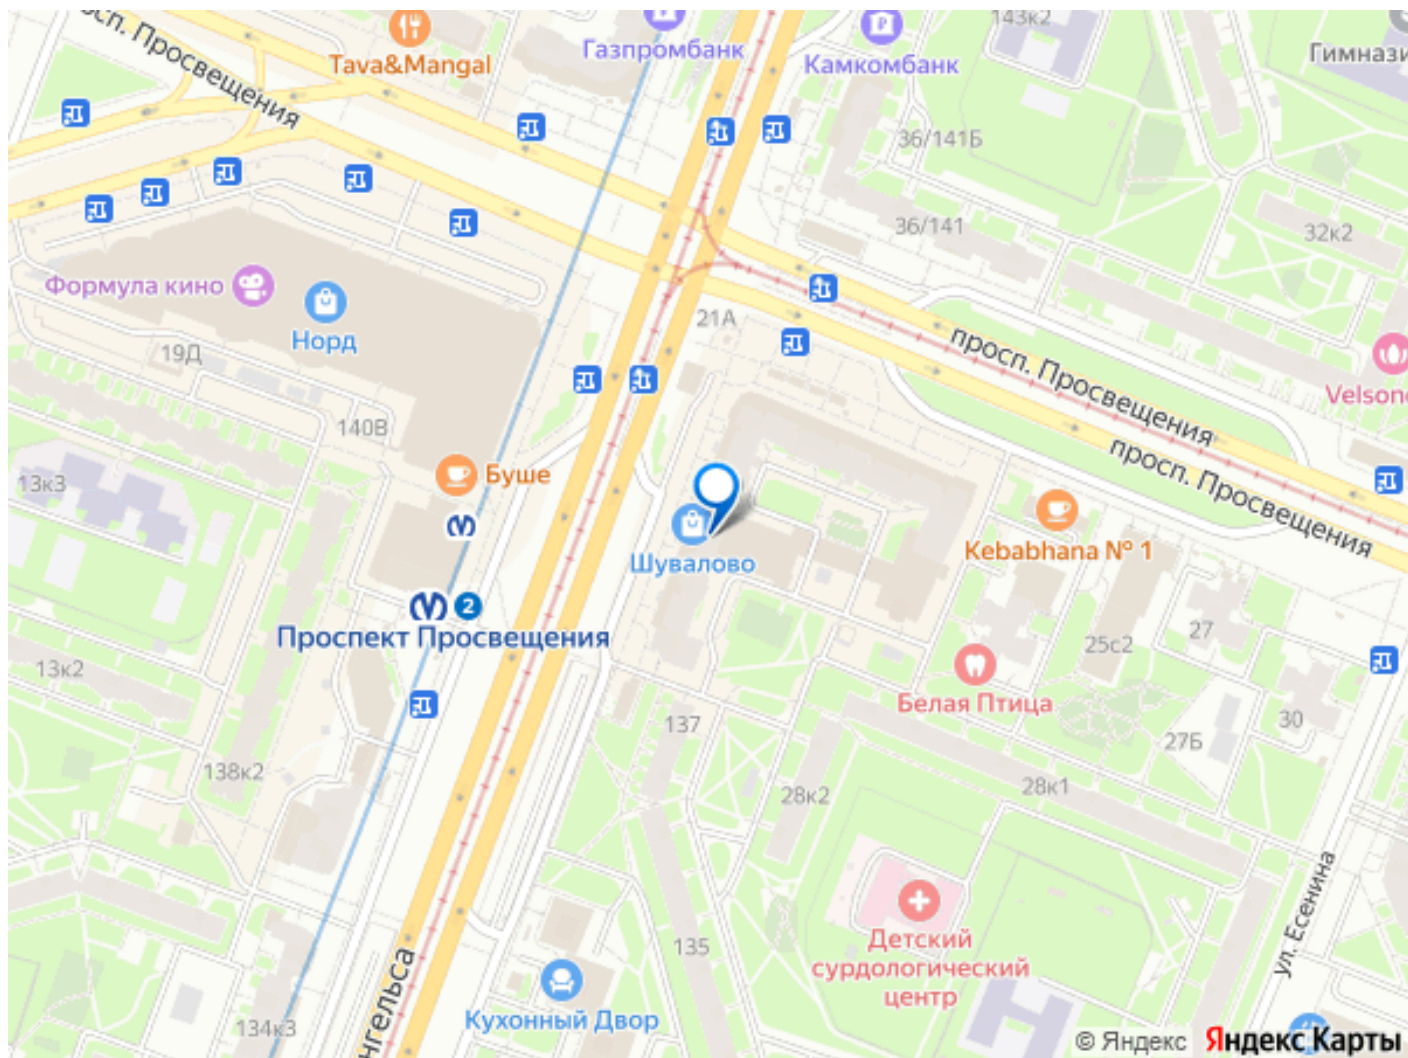 просп. Просвещения
Tava&Mangal
Газпромбанк
Камкомбанк
143к2
Гимнази
36/141Б
36/141
32к2
Формула кино
Норд
21А
19Д
140В
просп. Просвещения
просп. Просвещения
Velson
13к3
Буше
Шувалово
Kebabhana № 1
2
Проспект Просвещения
13к2
25с2
27
Белая Птица
137
30
27Б
138к2
28к2
28к1
135
Детский
сурдологический
центр
ул. Есенина
Кухонный Двор
134к3
нгельса
© Яндекс Яндекс Карты